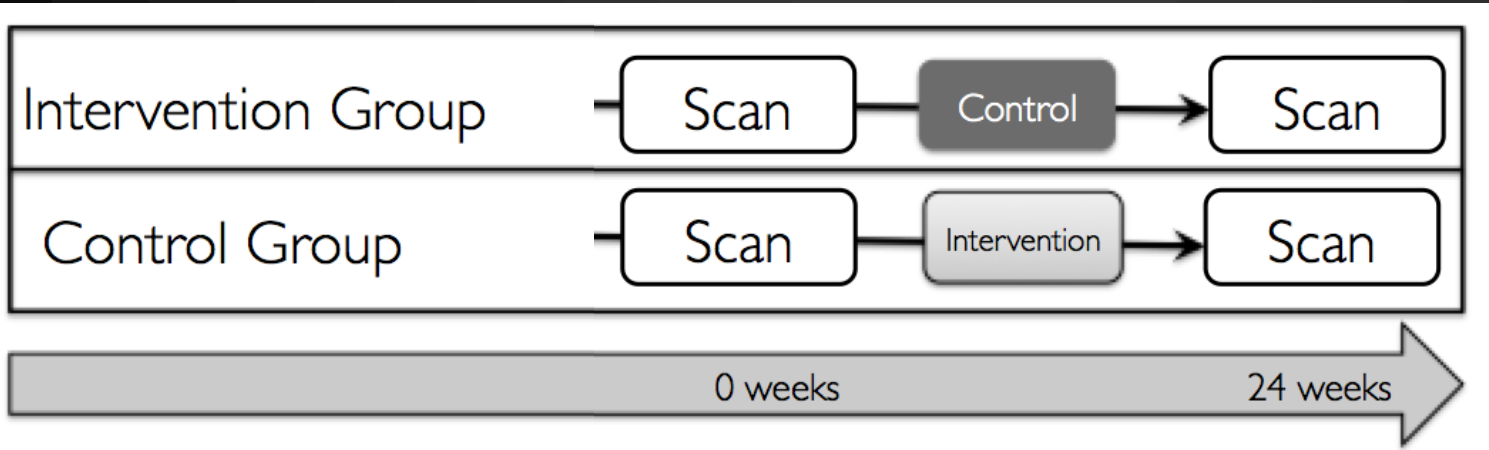 Intervention Group Scan Control Scan
Control Group Scan Intervention Scan
0 weeks 24 weeks